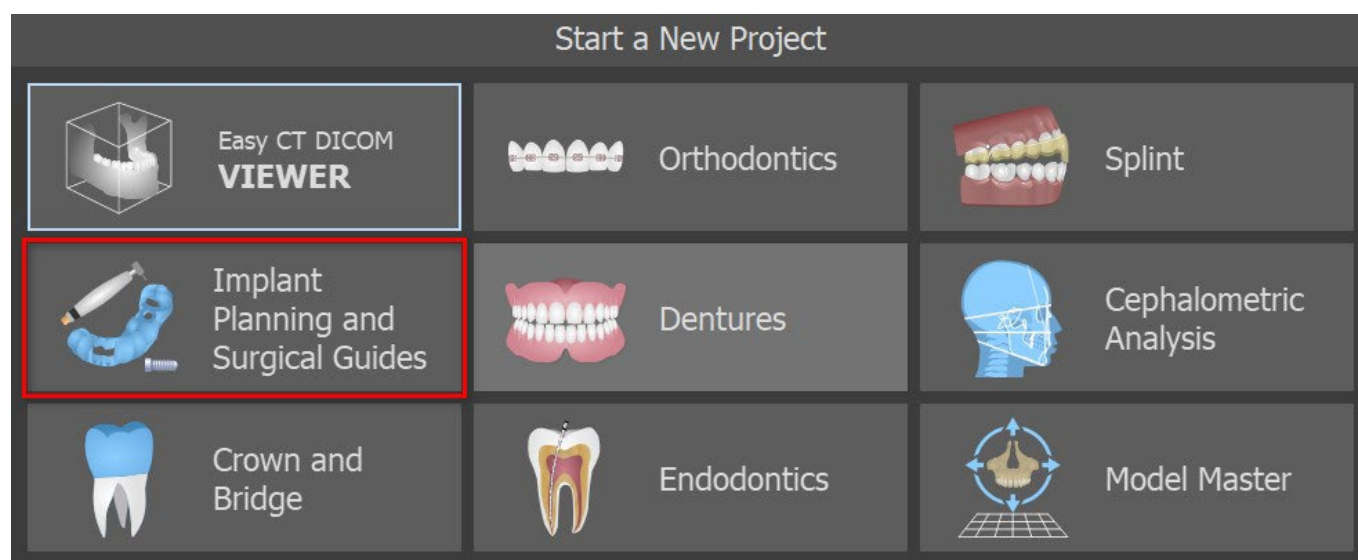 Start a New Project
Easy CT DICOM
VIEWER
Orthodontics
Splint
Implant
Planning and
Surgical Guides
Dentures
Cephalometric
Analysis
Crown and
Bridge
Endodontics
Model Master